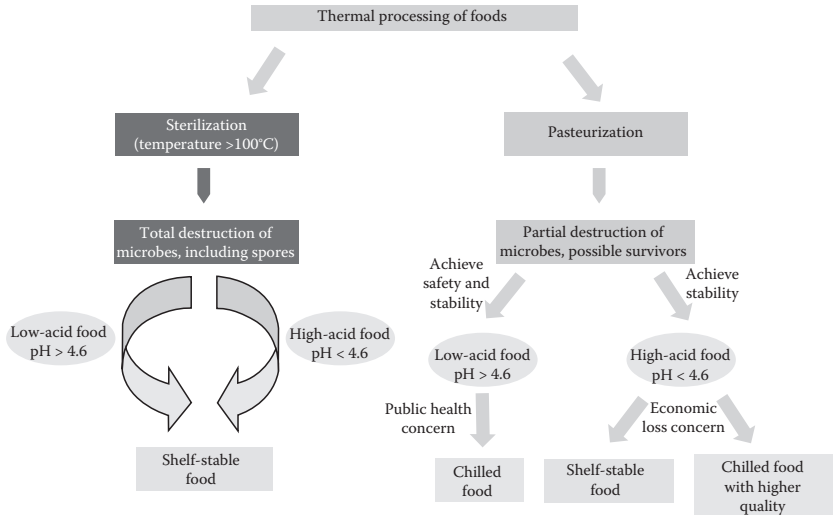 Thermal processing of foods
Sterilization
(temperature >100°C)
Pasteurization
Total destruction of
microbes, including spores
Partial destruction of
microbes, possible survivors
Achieve
safety and
stability
Achieve
stability
Low-acid food
pH > 4.6
High-acid food
pH < 4.6
Low-acid food
pH > 4.6
High-acid food
pH < 4.6
Public health
concern
Economic
loss concern
Shelf-stable
food
Chilled
food
Shelf-stable
food
Chilled food
with higher
quality